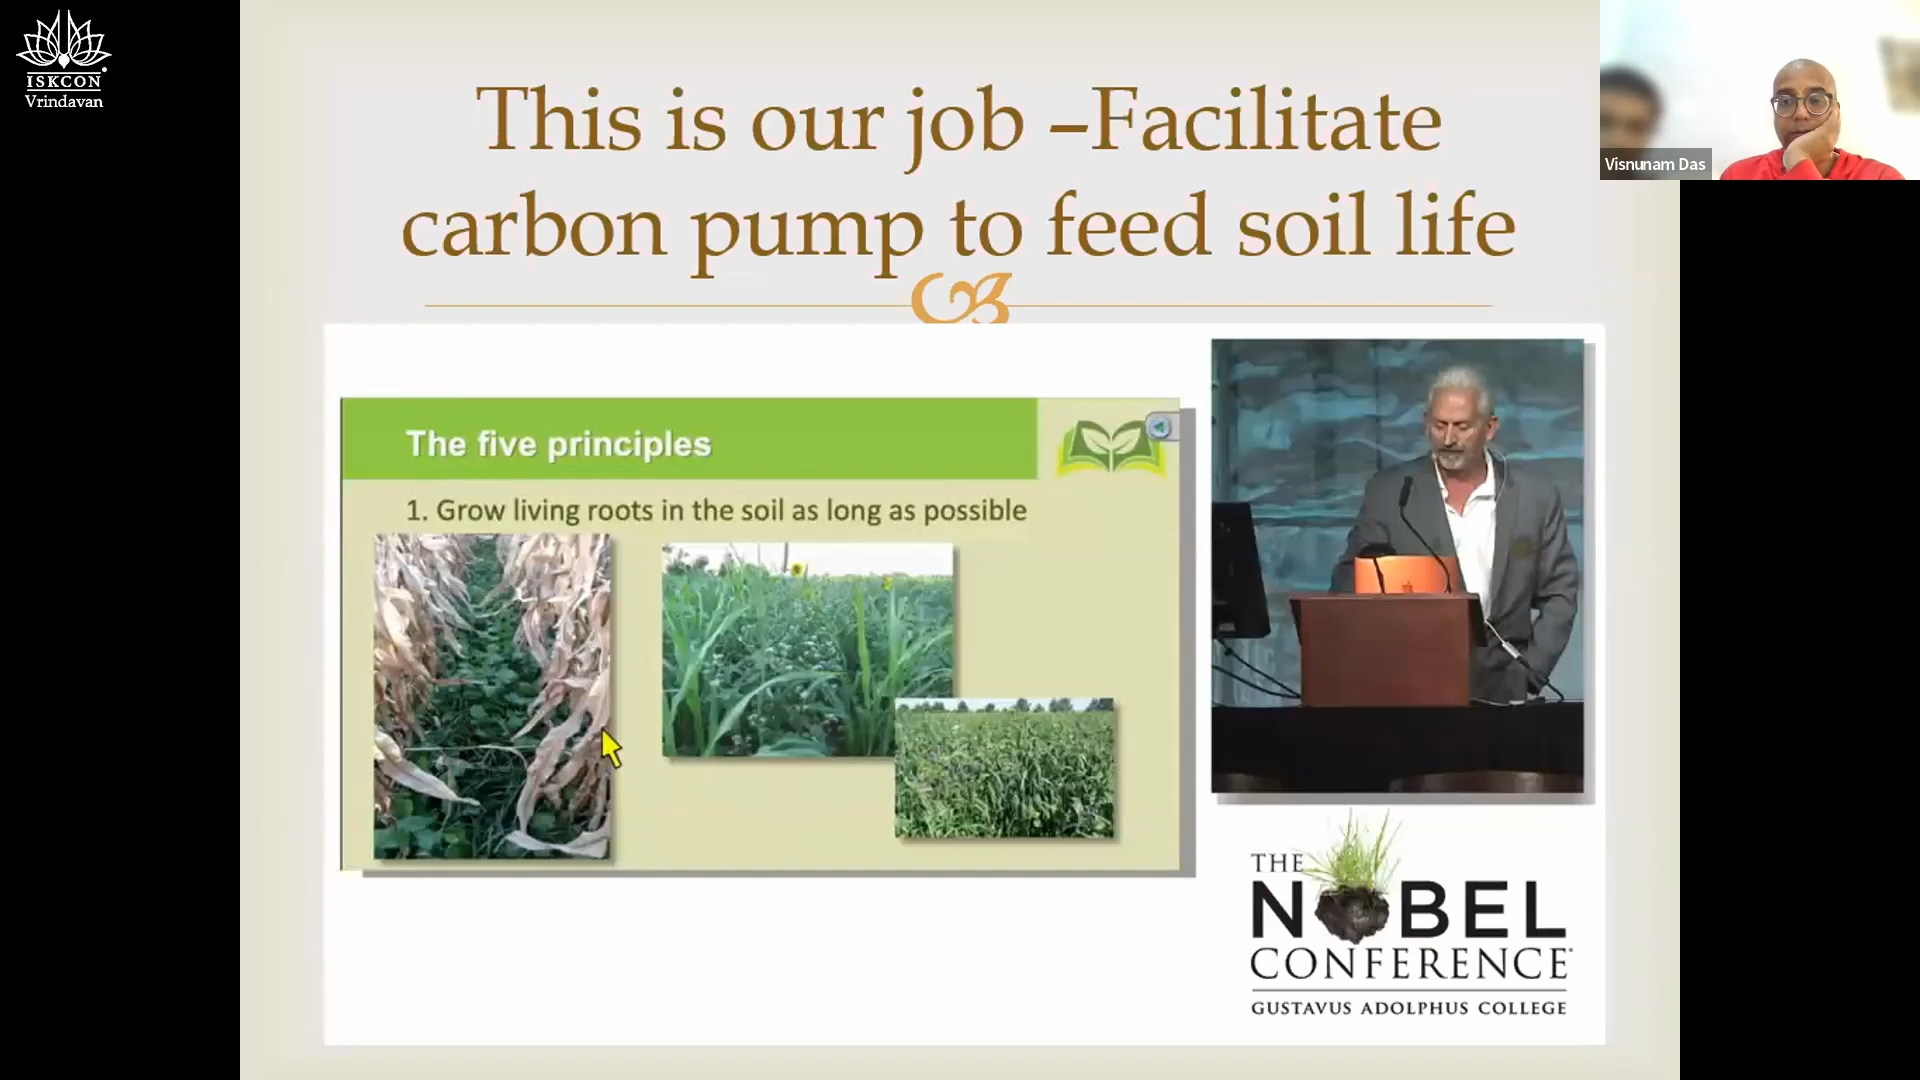 ISKCON
Vrindavan
This is our job –Facilitate
carbon pump to feed soil life
Visnunam Das
The five principles
1. Grow living roots in the soil as long as possible
THE
NOBEL
CONFERENCE
GUSTAVUS ADOLPHUS COLLEGE